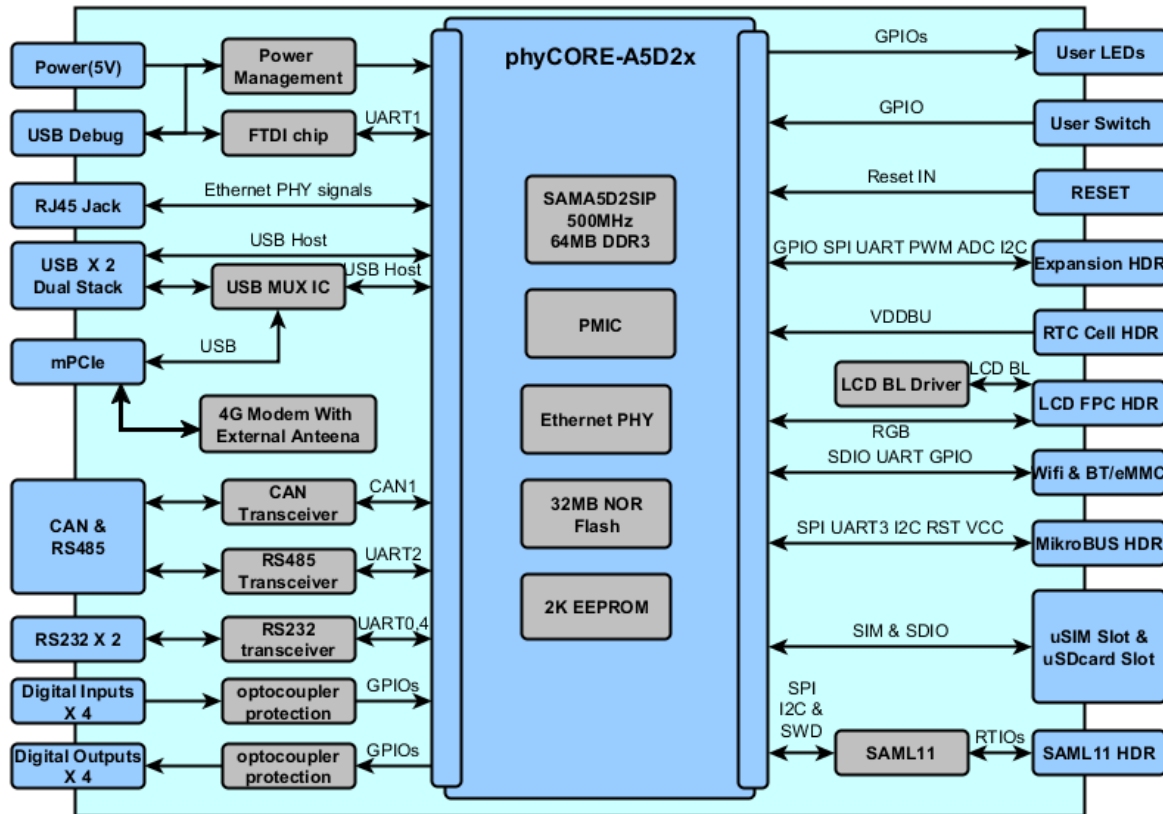 phyCORE-A5D2x
SAMA5D2SIP
500MHz
64MB DDR3
PMIC
Ethernet PHY
32MB NOR
Flash
2K EEPROM
Power(5V)
Power
Management
USB Debug
FTDI chip
UART1
RJ45 Jack
Ethernet PHY signals
USB X 2
Dual Stack
USB Host
USB MUX IC
USB Host
mPCIe
USB
4G Modem With
External Anteena
CAN &
RS485
CAN
Transceiver
CAN1
RS485
Transceiver
UART2
RS232 X 2
RS232
transceiver
UART0,4
Digital Inputs
X 4
optocoupler
protection
GPIOs
Digital Outputs
X 4
optocoupler
protection
GPIOs
GPIOs
User LEDs
GPIO
User Switch
Reset IN
RESET
GPIO SPI UART PWM ADC I2C
Expansion HDR
VDDBU
RTC Cell HDR
LCD BL Driver
LCD BL
LCD FPC HDR
RGB
SDIO UART GPIO
Wifi & BT/eMMC
SPI UART3 I2C RST VCC
MikroBUS HDR
SIM & SDIO
uSIM Slot &
uSDcard Slot
SPI
I2C &
SWD
SAML11
RTIOs
SAML11 HDR